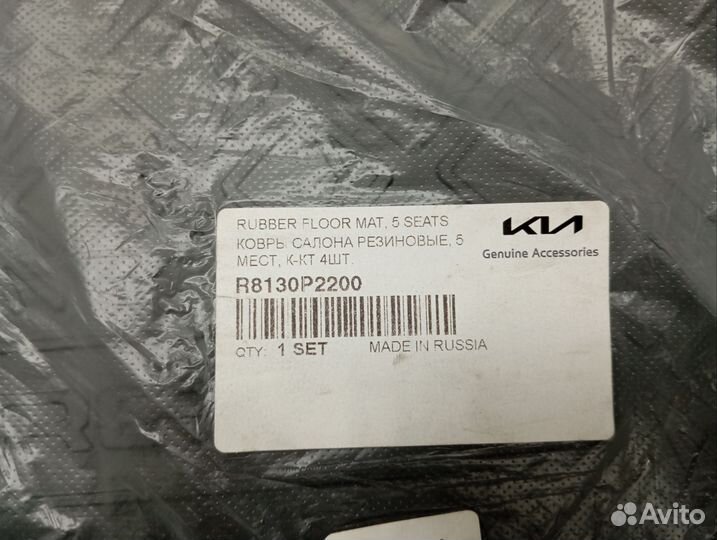 RUBBER FLOOR MAT, 5 SEATS
КОВРЫ САЛОНА РЕЗИНОВЫЕ, 5
МЕСТ, К-КТ 4ШТ.
R8130P2200
QTY: 1 SET MADE IN RUSSIA
KIA
Genuine Accessories
Avito